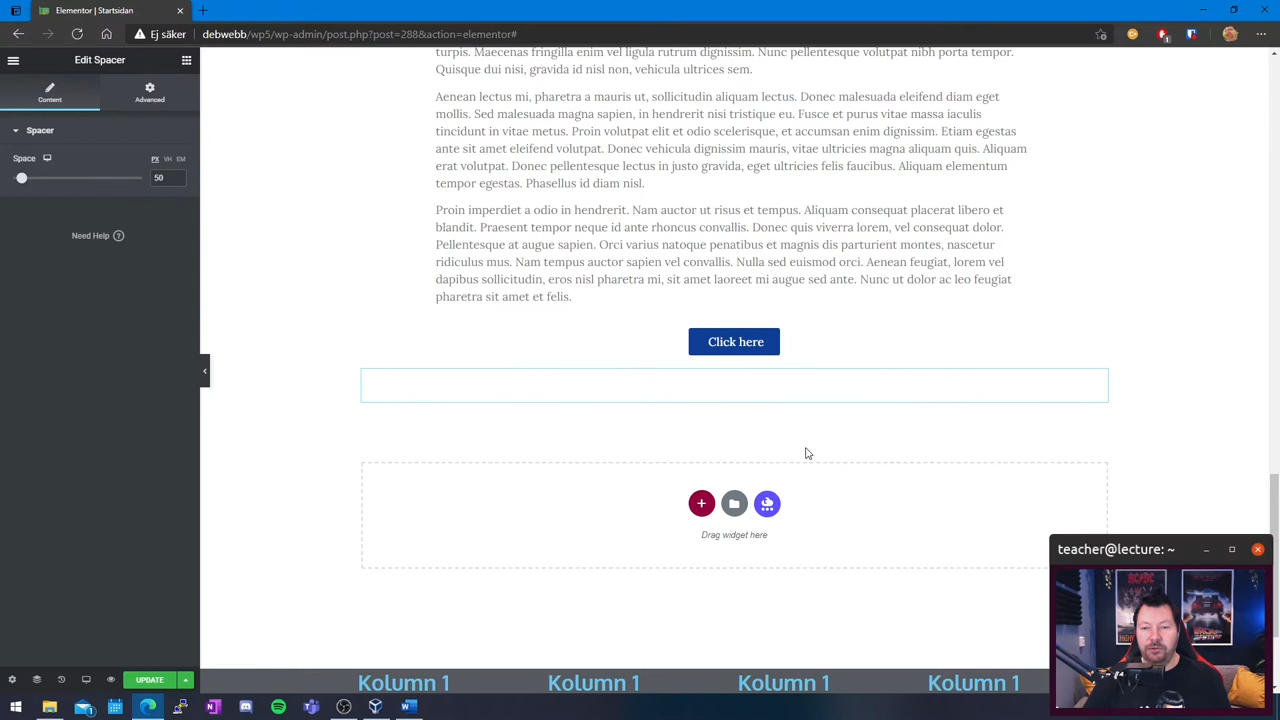 Elementor | Startsidan
Ej säker
debwebb/wp5/wp-admin/post.php?post=288&action=elementor#
Edit Spacer
Content
Advanced
Spacer
Space
PX VH EM
50
Need Help
UPDATE
turpis. Maecenas fringilla enim vel ligula rutrum dignissim. Nunc pellentesque volutpat nibh porta tempor.
Quisque dui nisi, gravida id nisl non, vehicula ultrices sem.
Aenean lectus mi, pharetra a mauris ut, sollicitudin aliquam lectus. Donec malesuada eleifend diam eget
mollis. Sed malesuada magna sapien, in hendrerit nisi tristique eu. Fusce et purus vitae massa iaculis
tincidunt in vitae metus. Proin volutpat elit et odio scelerisque, et accumsan enim dignissim. Etiam egestas
ante sit amet eleifend volutpat. Donec vehicula dignissim mauris, vitae ultricies magna aliquam quis. Aliquam
erat volutpat. Donec pellentesque lectus in justo gravida, eget ultricies felis faucibus. Aliquam elementum
tempor egestas. Phasellus id diam nisl.
Proin imperdiet a odio in hendrerit. Nam auctor ut risus et tempus. Aliquam consequat placerat libero et
blandit. Praesent tempor neque id ante rhoncus convallis. Donec quis viverra lorem, vel consequat dolor.
Pellentesque at augue sapien. Orci varius natoque penatibus et magnis dis parturient montes, nascetur
ridiculus mus. Nam tempus auctor sapien vel convallis. Nulla sed euismod orci. Aenean feugiat, lorem vel
dapibus sollicitudin, eros nisl pharetra mi, sit amet laoreet mi augue sed ante. Nunc ut dolor ac leo feugiat
pharetra sit amet et felis.
Click here
Drag widget here
teacher@lecture: ~
Kolumn 1 Kolumn 1 Kolumn 1 Kolumn 1